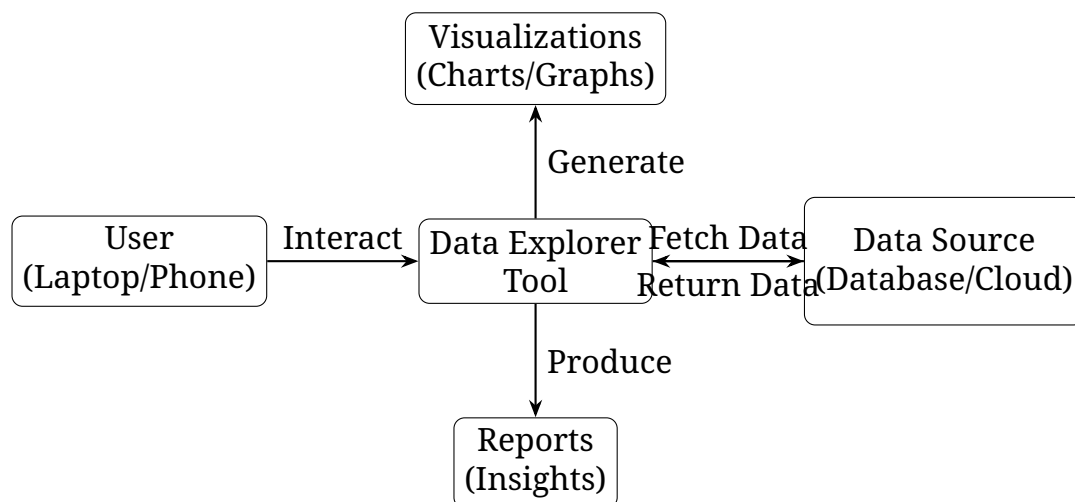 Visualizations
(Charts/Graphs)
Generate
User
(Laptop/Phone)
Interact
Data Explorer
Tool
Fetch Data
Return Data
Data Source
(Database/Cloud)
Produce
Reports
(Insights)